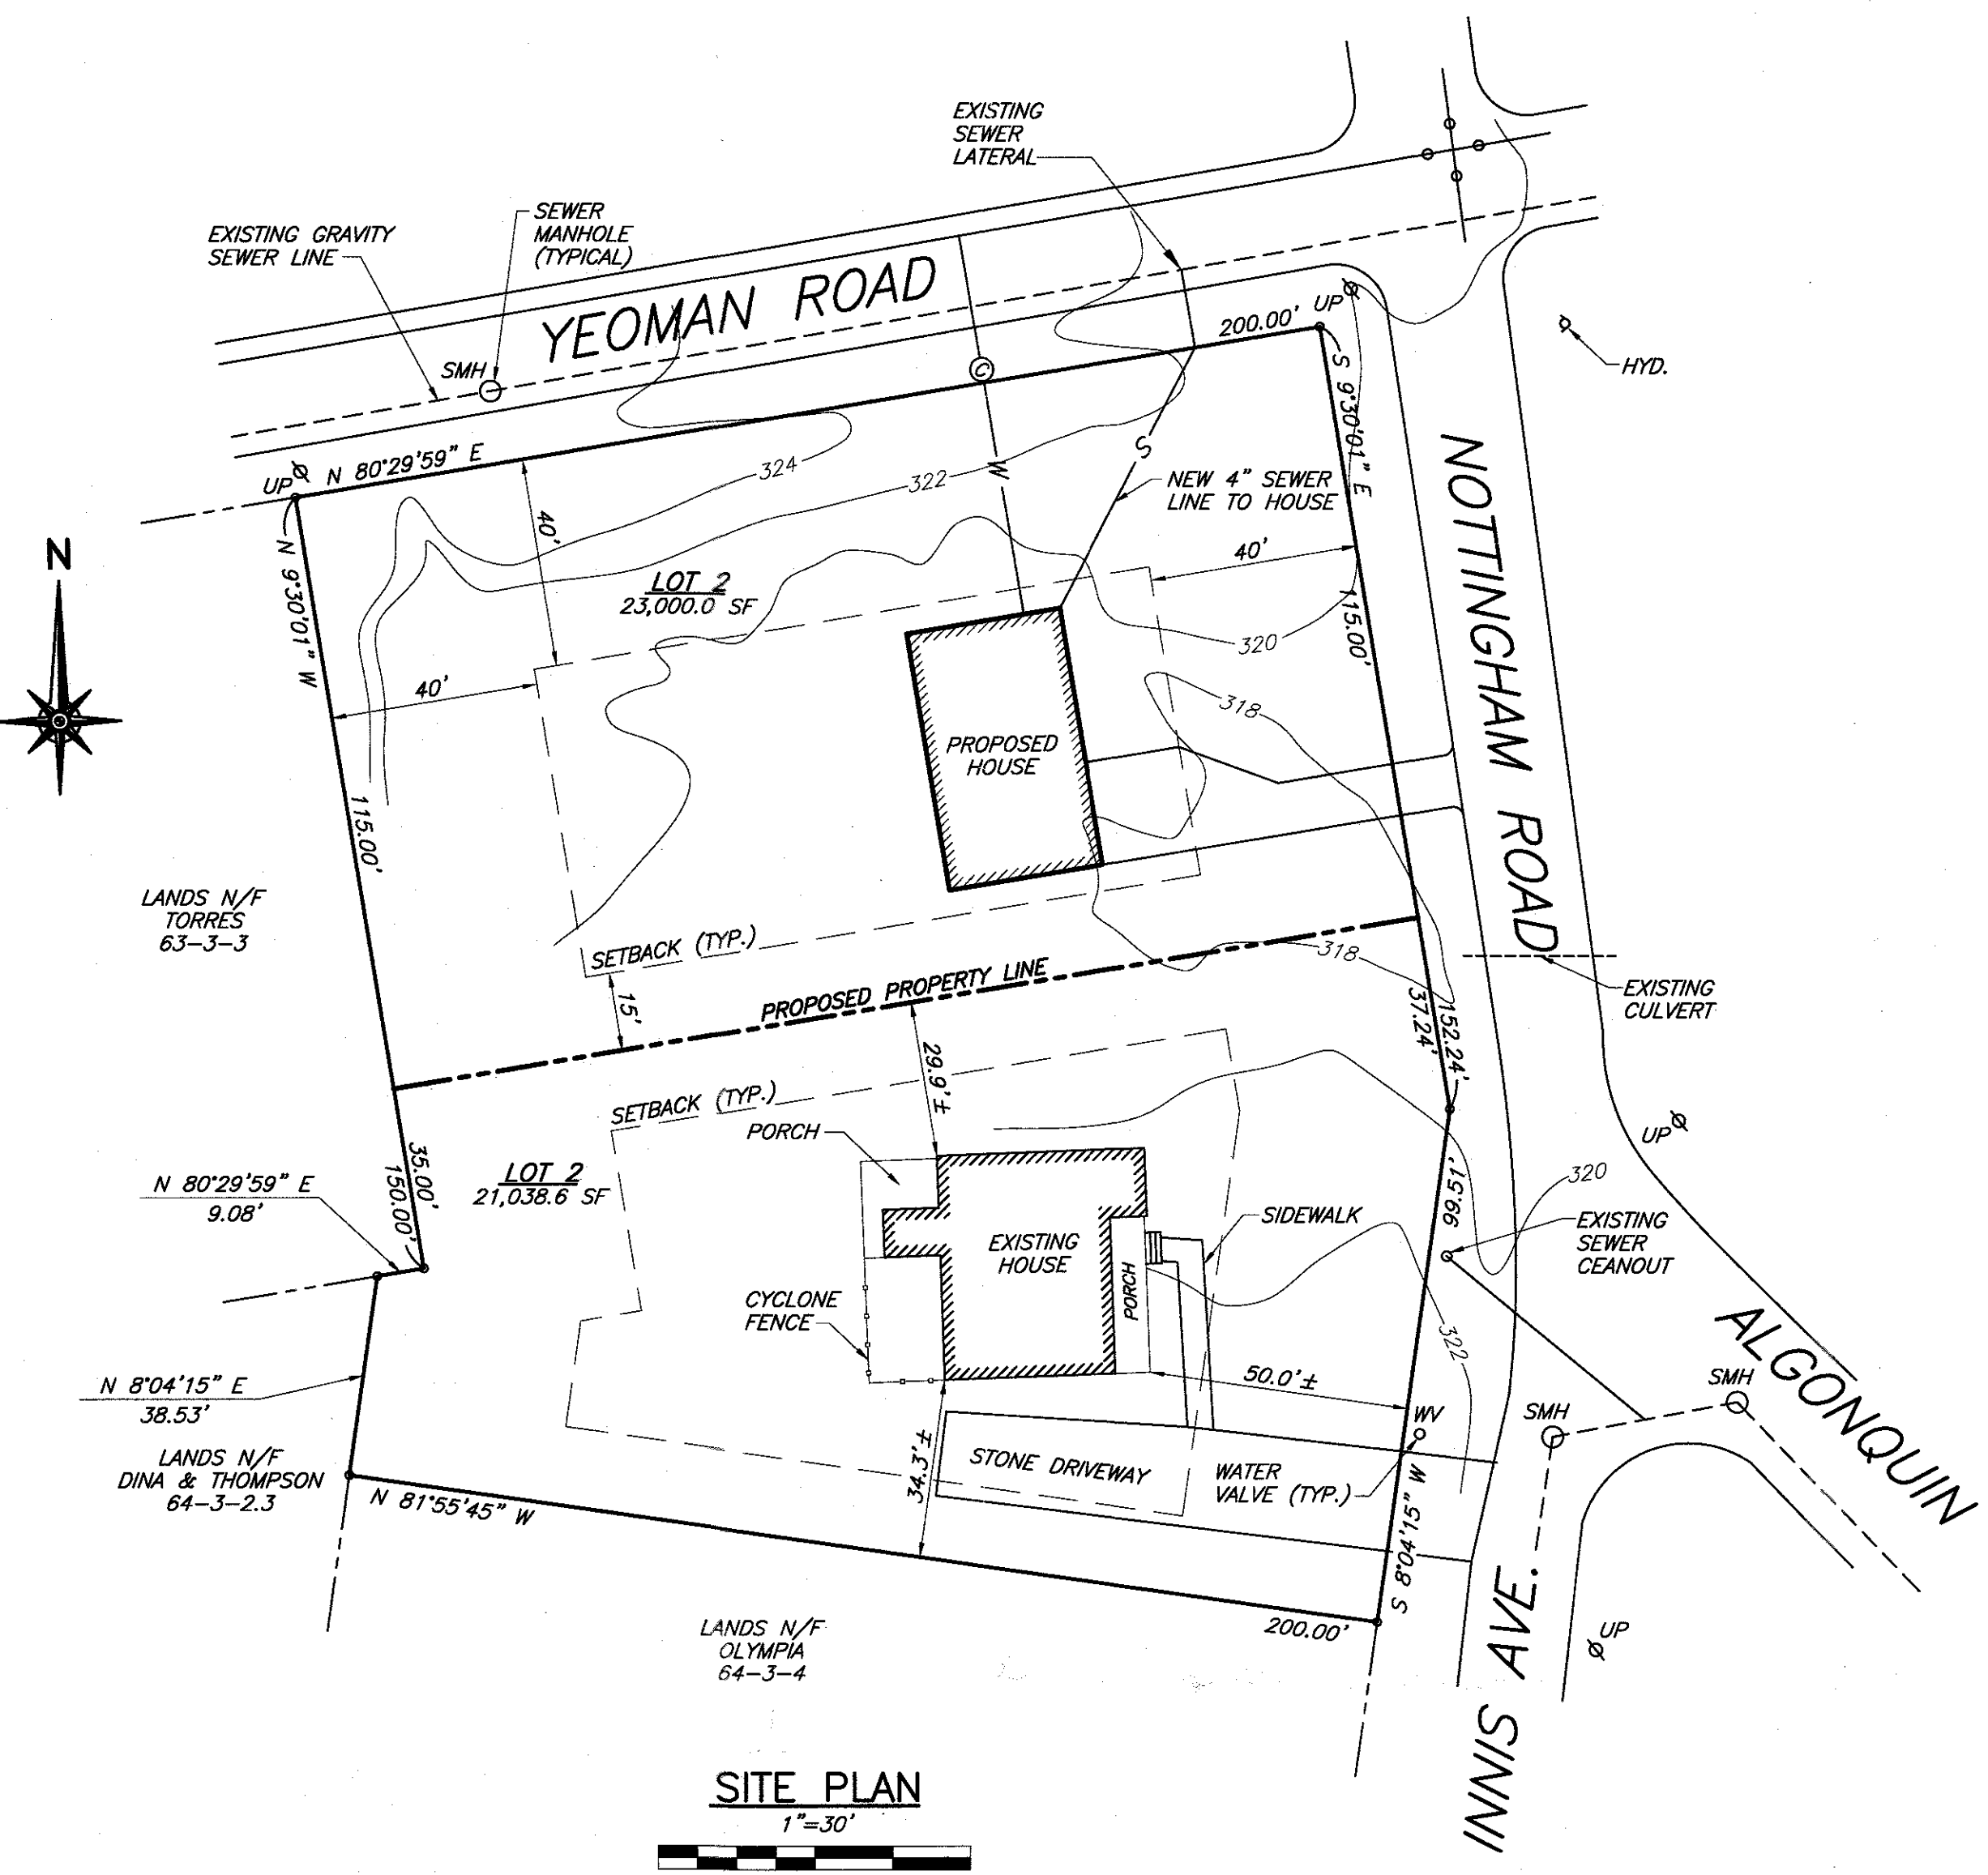 EXISTING
SEWER
LATERAL
SEWER
MANHOLE
(TYPICAL)
EXISTING GRAVITY
SEWER LINE
YEOMAN ROAD
SMH
200.00'
UP
HYD.
UP
N 80°29'59" E
S 9°30'01" E
C
324
322
W
S
NEW 4" SEWER
LINE TO HOUSE
N
40'
40'
LOT 2
23,000.0 SF
N 9°30'01" W
115.00'
320
40'
318
NOTTINGHAM ROAD
PROPOSED
HOUSE
115.00'
LANDS N/F
TORRES
63-3-3
SETBACK (TYP.)
318
PROPOSED PROPERTY LINE
15'
EXISTING
CULVERT
37.24'
152.24'
29.9'±
SETBACK (TYP.)
PORCH
UP
35.00'
150.00'
N 80°29'59" E
9.08'
LOT 2
21,038.6 SF
99.51'
320
SIDEWALK
EXISTING
SEWER
CEANOUT
EXISTING
HOUSE
PORCH
CYCLONE
FENCE
322
ALGONQUIN
N 8°04'15" E
38.53'
50.0'±
SMH
WV
SMH
LANDS N/F
DINA & THOMPSON
64-3-2.3
34.3'±
STONE DRIVEWAY
WATER
VALVE (TYP.)
N 81°55'45" W
S 8°04'15" W
INNIS AVE.
200.00'
UP
LANDS N/F
OLYMPIA
64-3-4
SITE PLAN
1"=30'